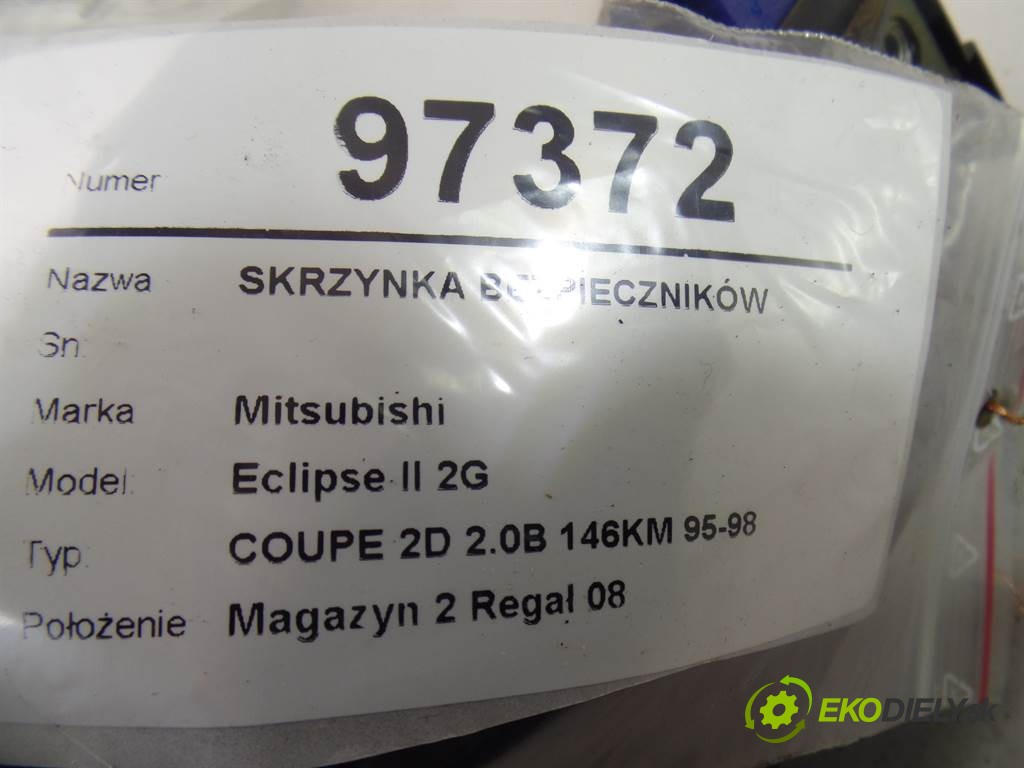 Numer 97372
Nazwa SKRZYNKA BEZPIECZNIKÓW
Sn:
Marka Mitsubishi
Model: Eclipse II 2G
Typ: COUPE 2D 2.0B 146KM 95-98
Położenie Magazyn 2 Regał 08
EKODIELY.sk